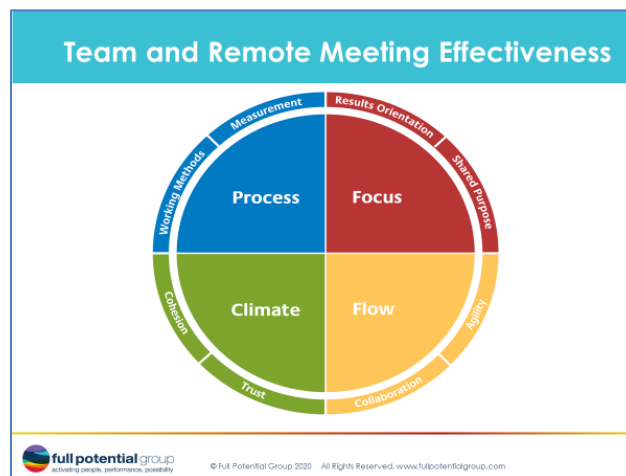 Team and Remote Meeting Effectiveness
Measurement
Results Orientation
Working Methods
Shared Purpose
Process
Focus
Climate
Flow
Cohesion
Agility
Trust
Collaboration
full potential group
activating people, performance, possibility
© Full Potential Group 2020 All Rights Reserved. www.fullpotentialgroup.com